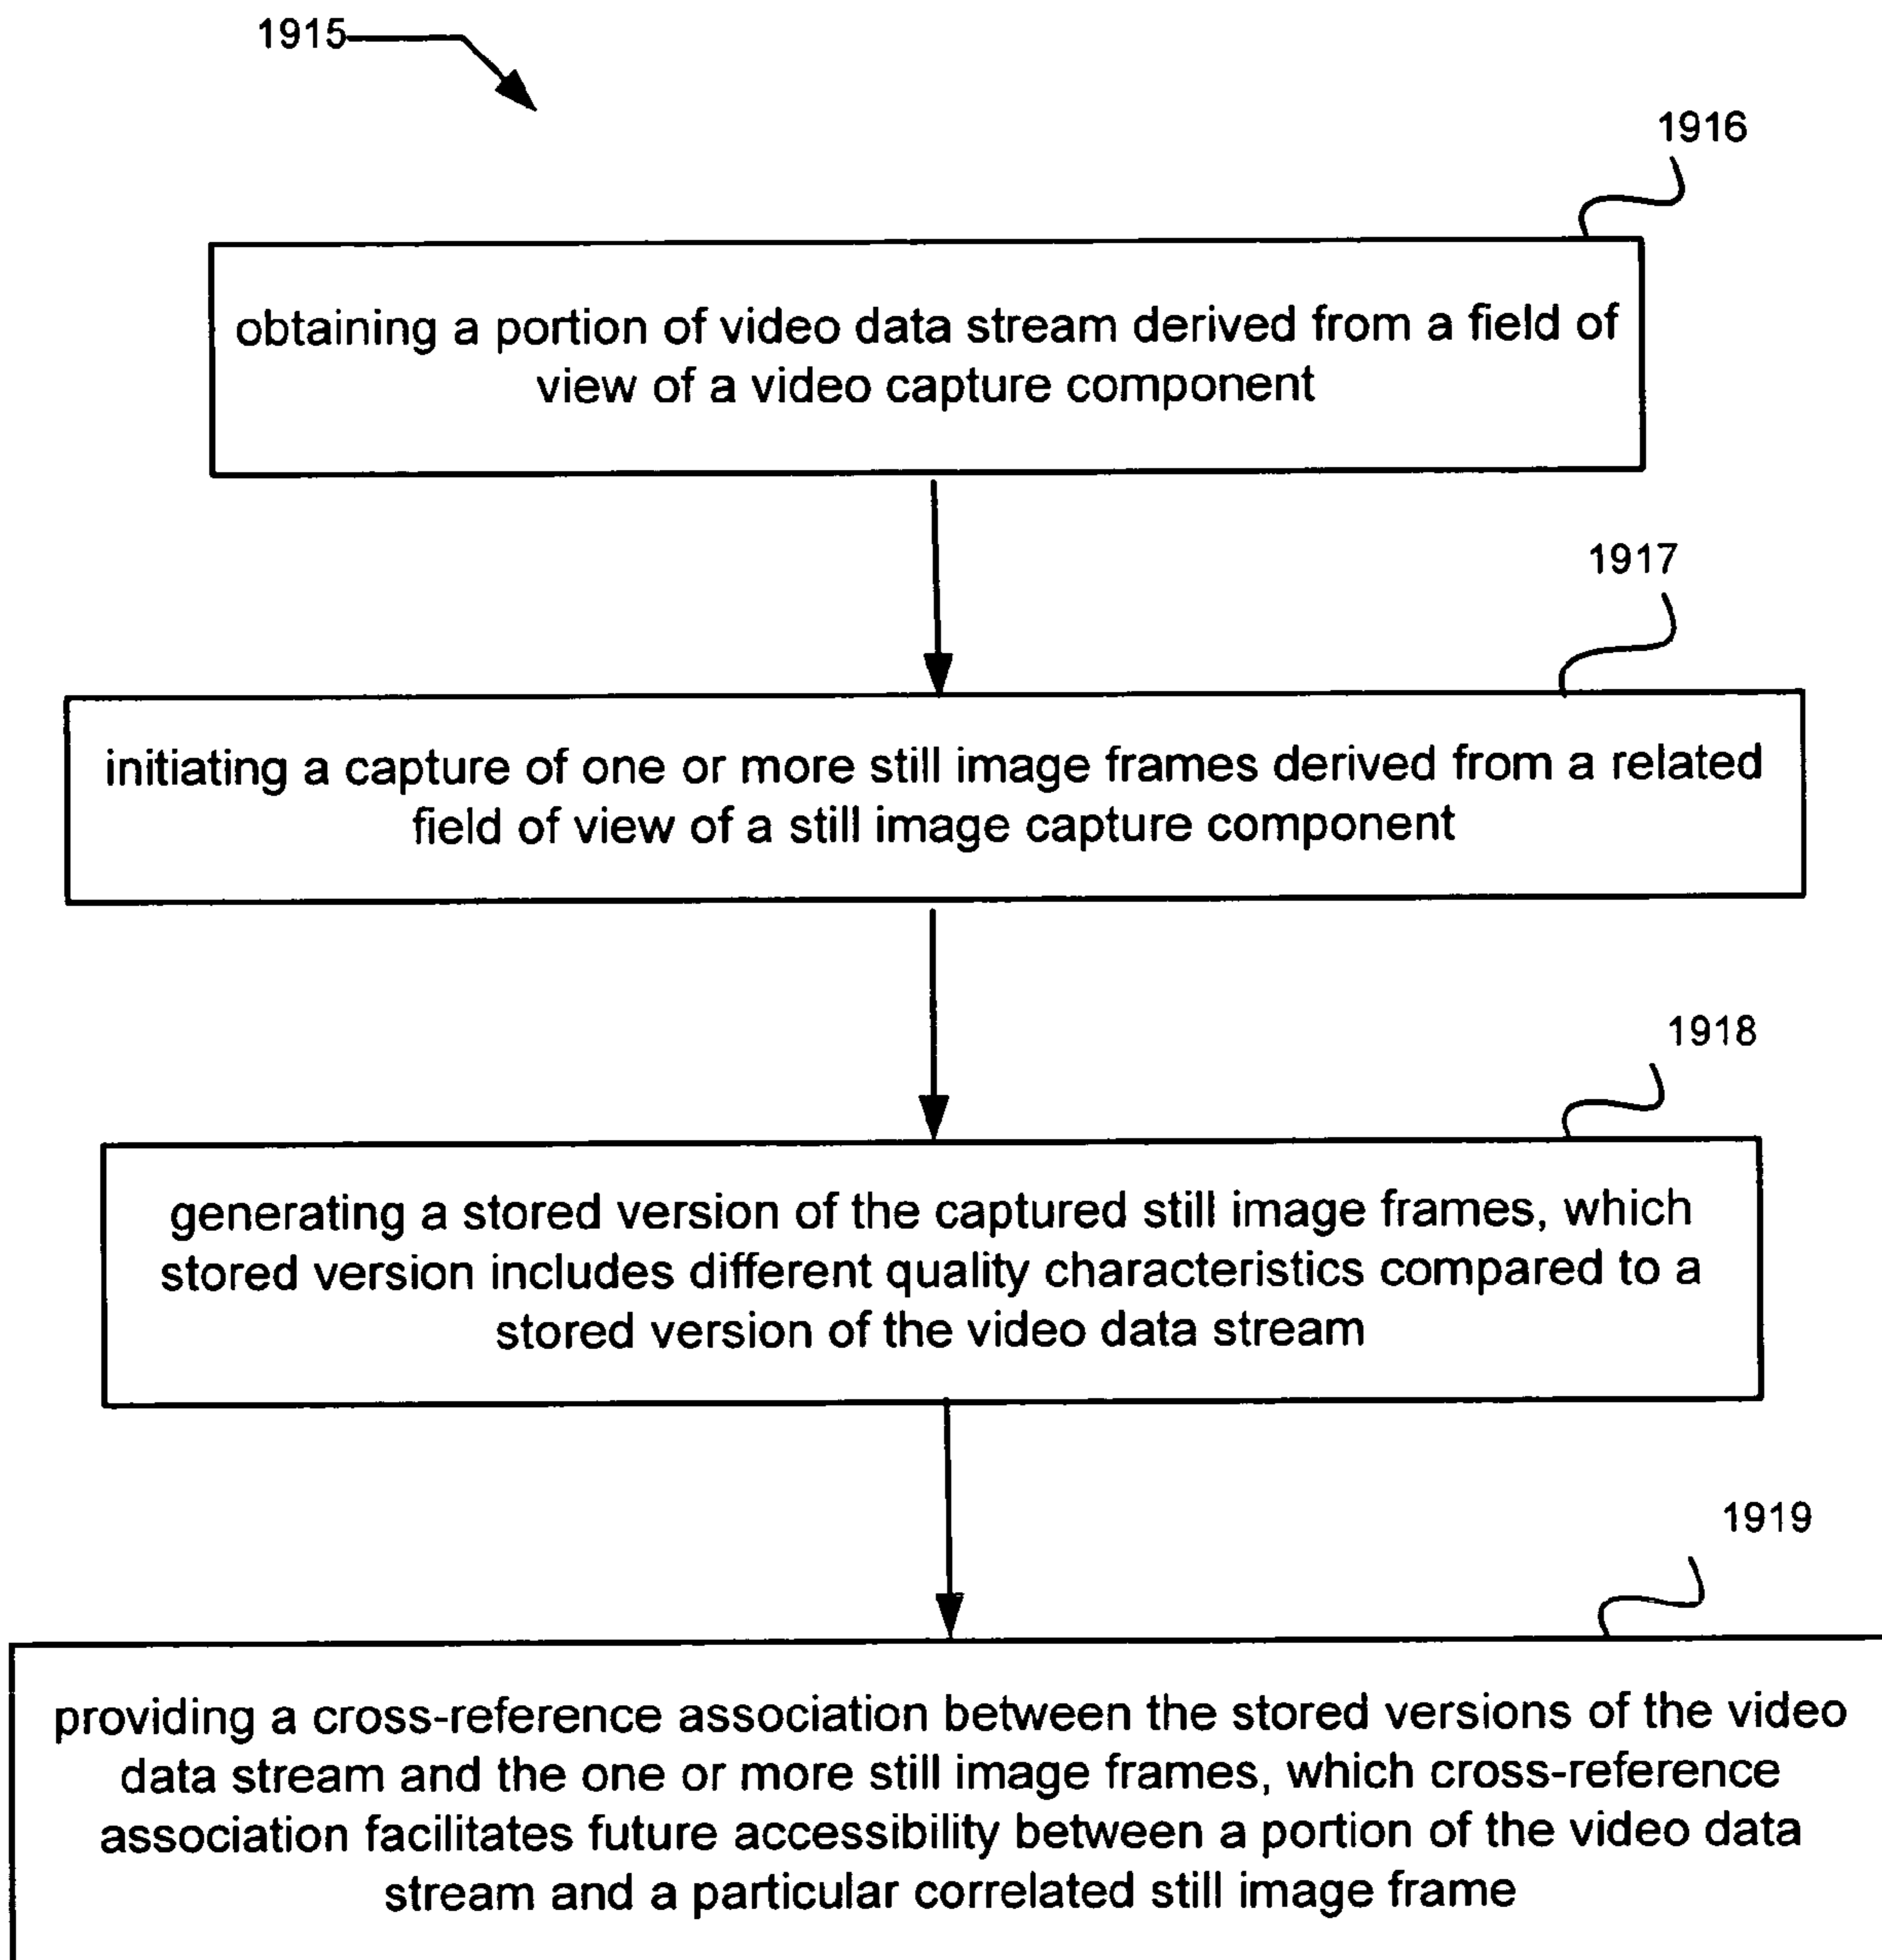 1915
1916
obtaining a portion of video data stream derived from a field of
view of a video capture component
1917
initiating a capture of one or more still image frames derived from a related
field of view of a still image capture component
1918
generating a stored version of the captured still image frames, which
stored version includes different quality characteristics compared to a
stored version of the video data stream
1919
providing a cross-reference association between the stored versions of the video
data stream and the one or more still image frames, which cross-reference
association facilitates future accessibility between a portion of the video data
stream and a particular correlated still image frame